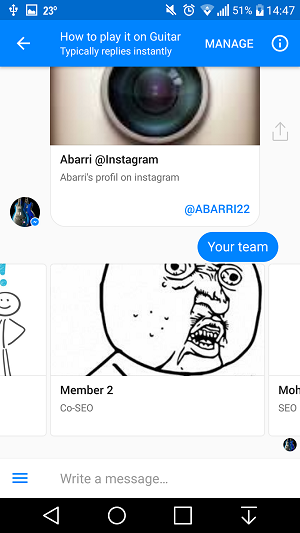 23°
51%
14:47
How to play it on Guitar
Typically replies instantly
MANAGE
Abarri @Instagram
Abarri's profil on instagram
@ABARRI22
Your team
Member 2
Co-SEO
Moh
SEO
Write a message…